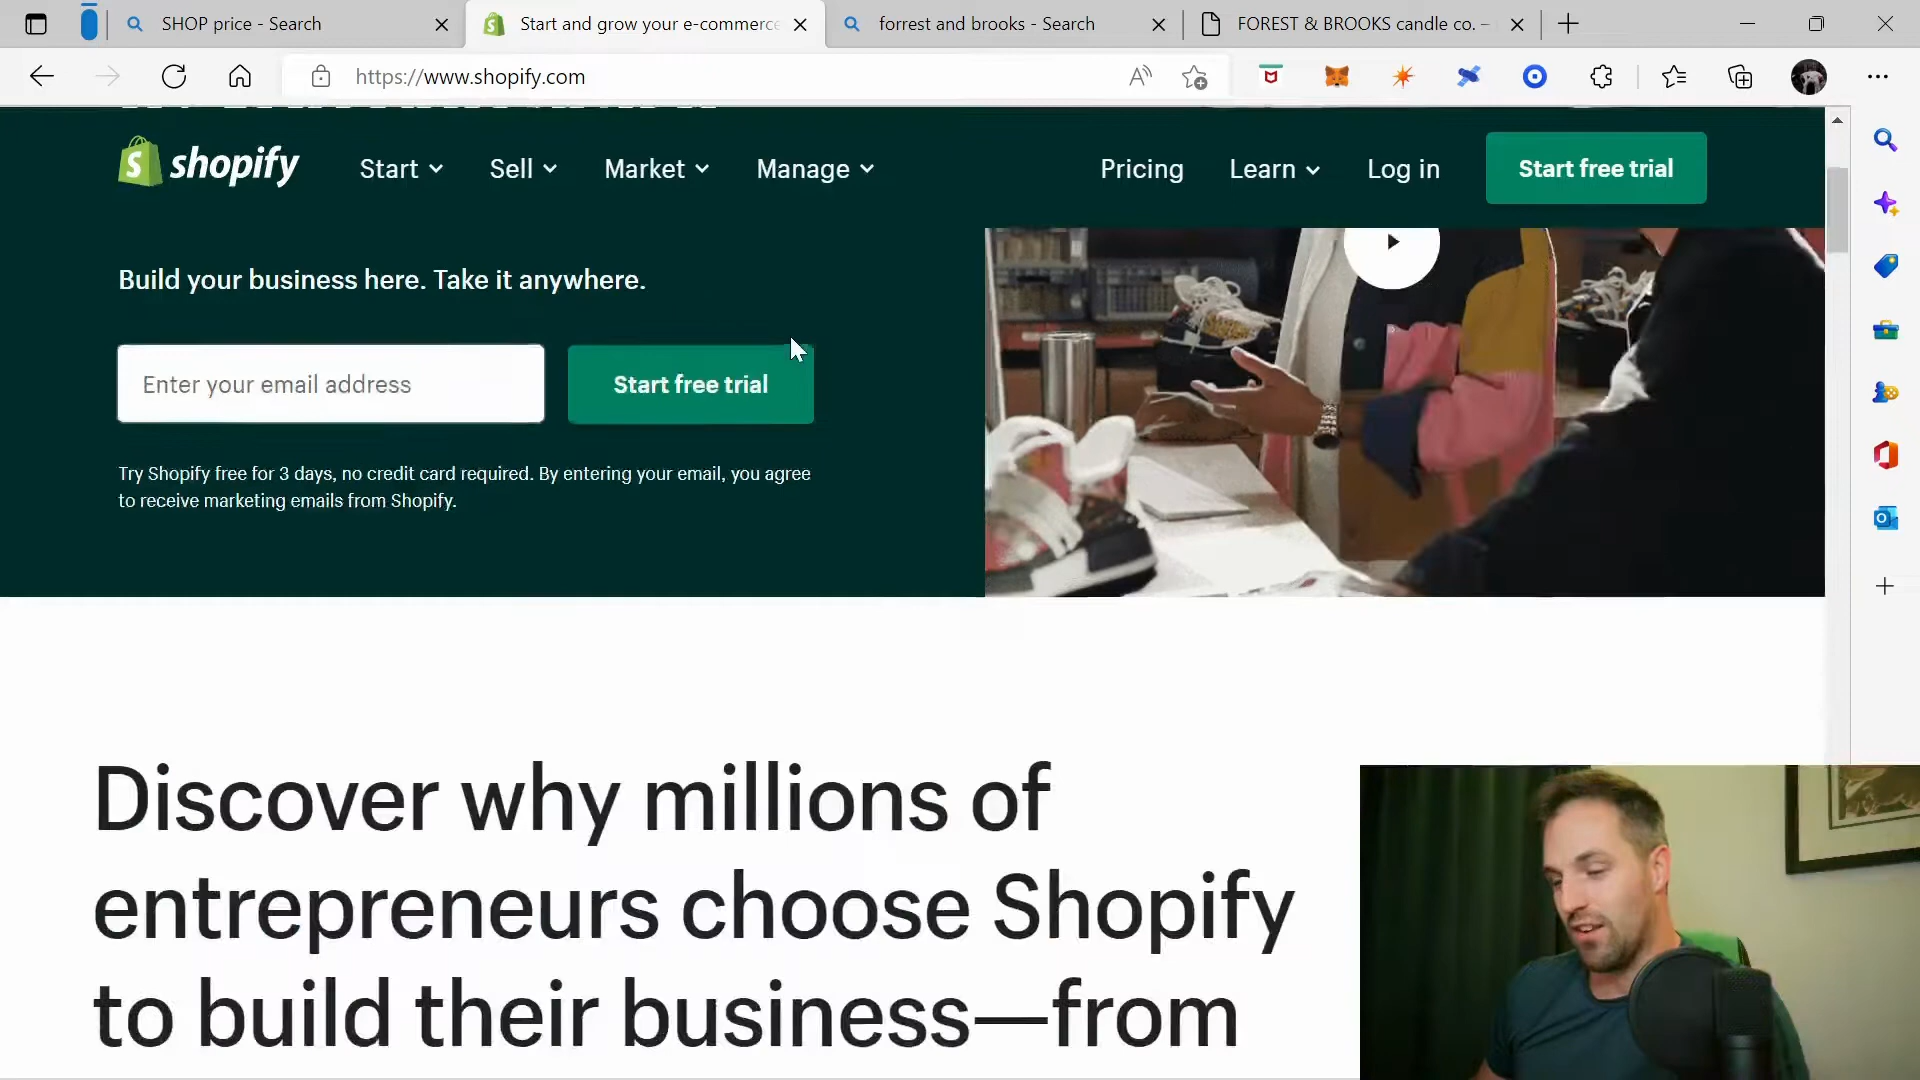 SHOP price - Search
Start and grow your e-commerce
forrest and brooks - Search
FOREST & BROOKS candle co. –
https://www.shopify.com
shopify
Start
Sell
Market
Manage
Pricing
Learn
Log in
Start free trial
Build your business here. Take it anywhere.
Enter your email address
Start free trial
Try Shopify free for 3 days, no credit card required. By entering your email, you agree
to receive marketing emails from Shopify.
Discover why millions of
entrepreneurs choose Shopify
to build their business—from